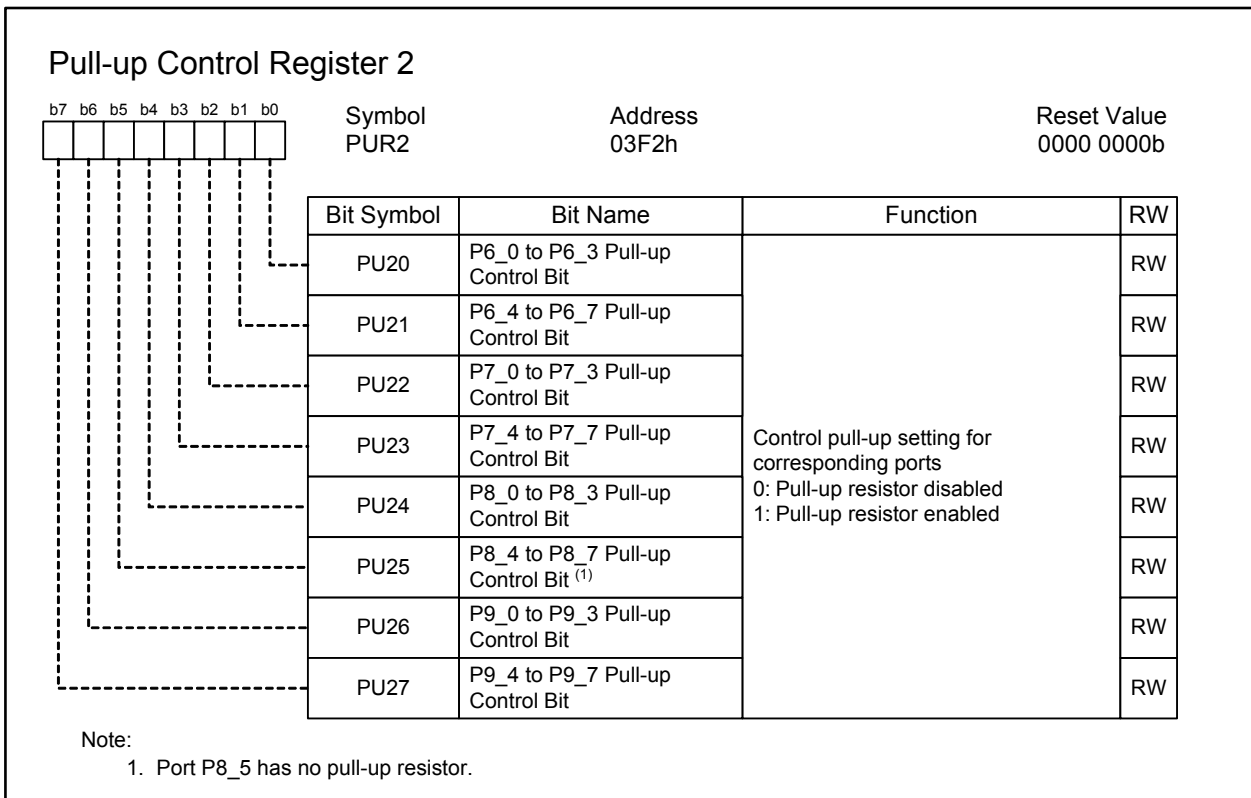 Pull-up Control Register 2
b7 b6 b5 b4 b3 b2 b1 b0
Symbol Address Reset Value
PUR2 03F2h 0000 0000b
Bit Symbol Bit Name Function RW
PU20 P6_0 to P6_3 Pull-up
Control Bit RW
PU21 P6_4 to P6_7 Pull-up
Control Bit RW
PU22 P7_0 to P7_3 Pull-up
Control Bit RW
PU23 P7_4 to P7_7 Pull-up
Control Bit RW
PU24 P8_0 to P8_3 Pull-up
Control Bit RW
PU25 P8_4 to P8_7 Pull-up
Control Bit (1) RW
PU26 P9_0 to P9_3 Pull-up
Control Bit RW
PU27 P9_4 to P9_7 Pull-up
Control Bit RW
Control pull-up setting for
corresponding ports
0: Pull-up resistor disabled
1: Pull-up resistor enabled
Note:
1. Port P8_5 has no pull-up resistor.